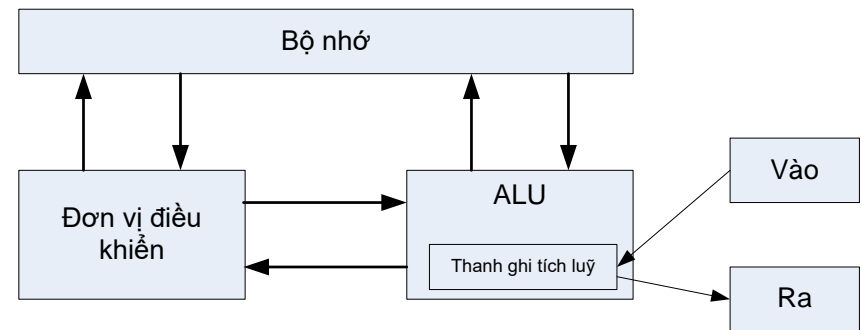 Bộ nhớ
Đơn vị điều
khiển
ALU
Thanh ghi tích luỹ
Vào
Ra